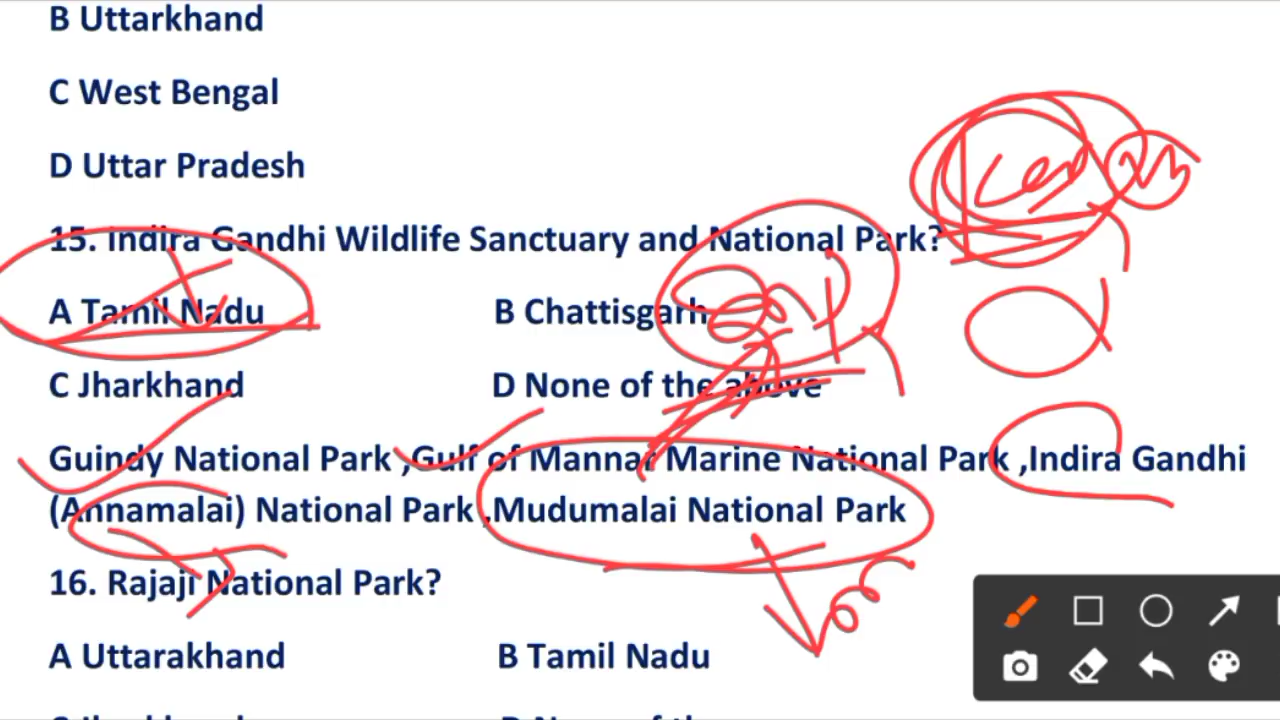 B Uttarkhand
C West Bengal
D Uttar Pradesh
15. Indira Gandhi Wildlife Sanctuary and National Park?
A Tamil Nadu B Chattisgarh
C Jharkhand D None of the above
Guindy National Park ,Gulf of Mannar Marine National Park ,Indira Gandhi
(Annamalai) National Park ,Mudumalai National Park
16. Rajaji National Park?
A Uttarakhand B Tamil Nadu